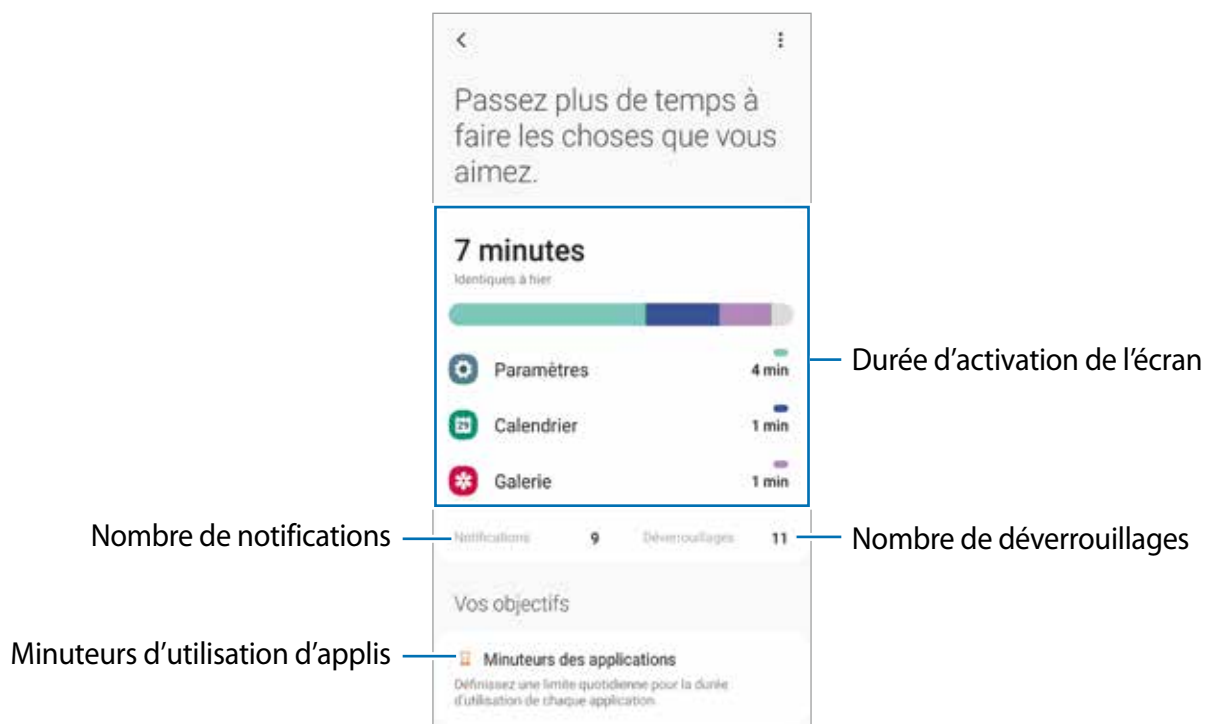 Passez plus de temps à
faire les choses que vous
aimez.
7 minutes
Identiques à hier
Paramètres 4 min
Durée d’activation de l’écran
29 Calendrier 1 min
Galerie 1 min
Nombre de notifications
Notifications 9 Déverrouillages 11
Nombre de déverrouillages
Vos objectifs
Minuteurs d’utilisation d’applis
Minuteurs des applications
Définissez une limite quotidienne pour la durée
d'utilisation de chaque application.